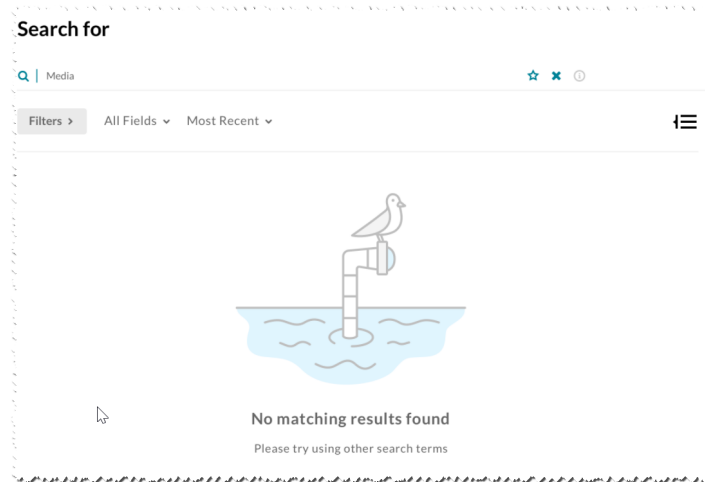 Search for
Media
Filters
All Fields
Most Recent
No matching results found
Please try using other search terms